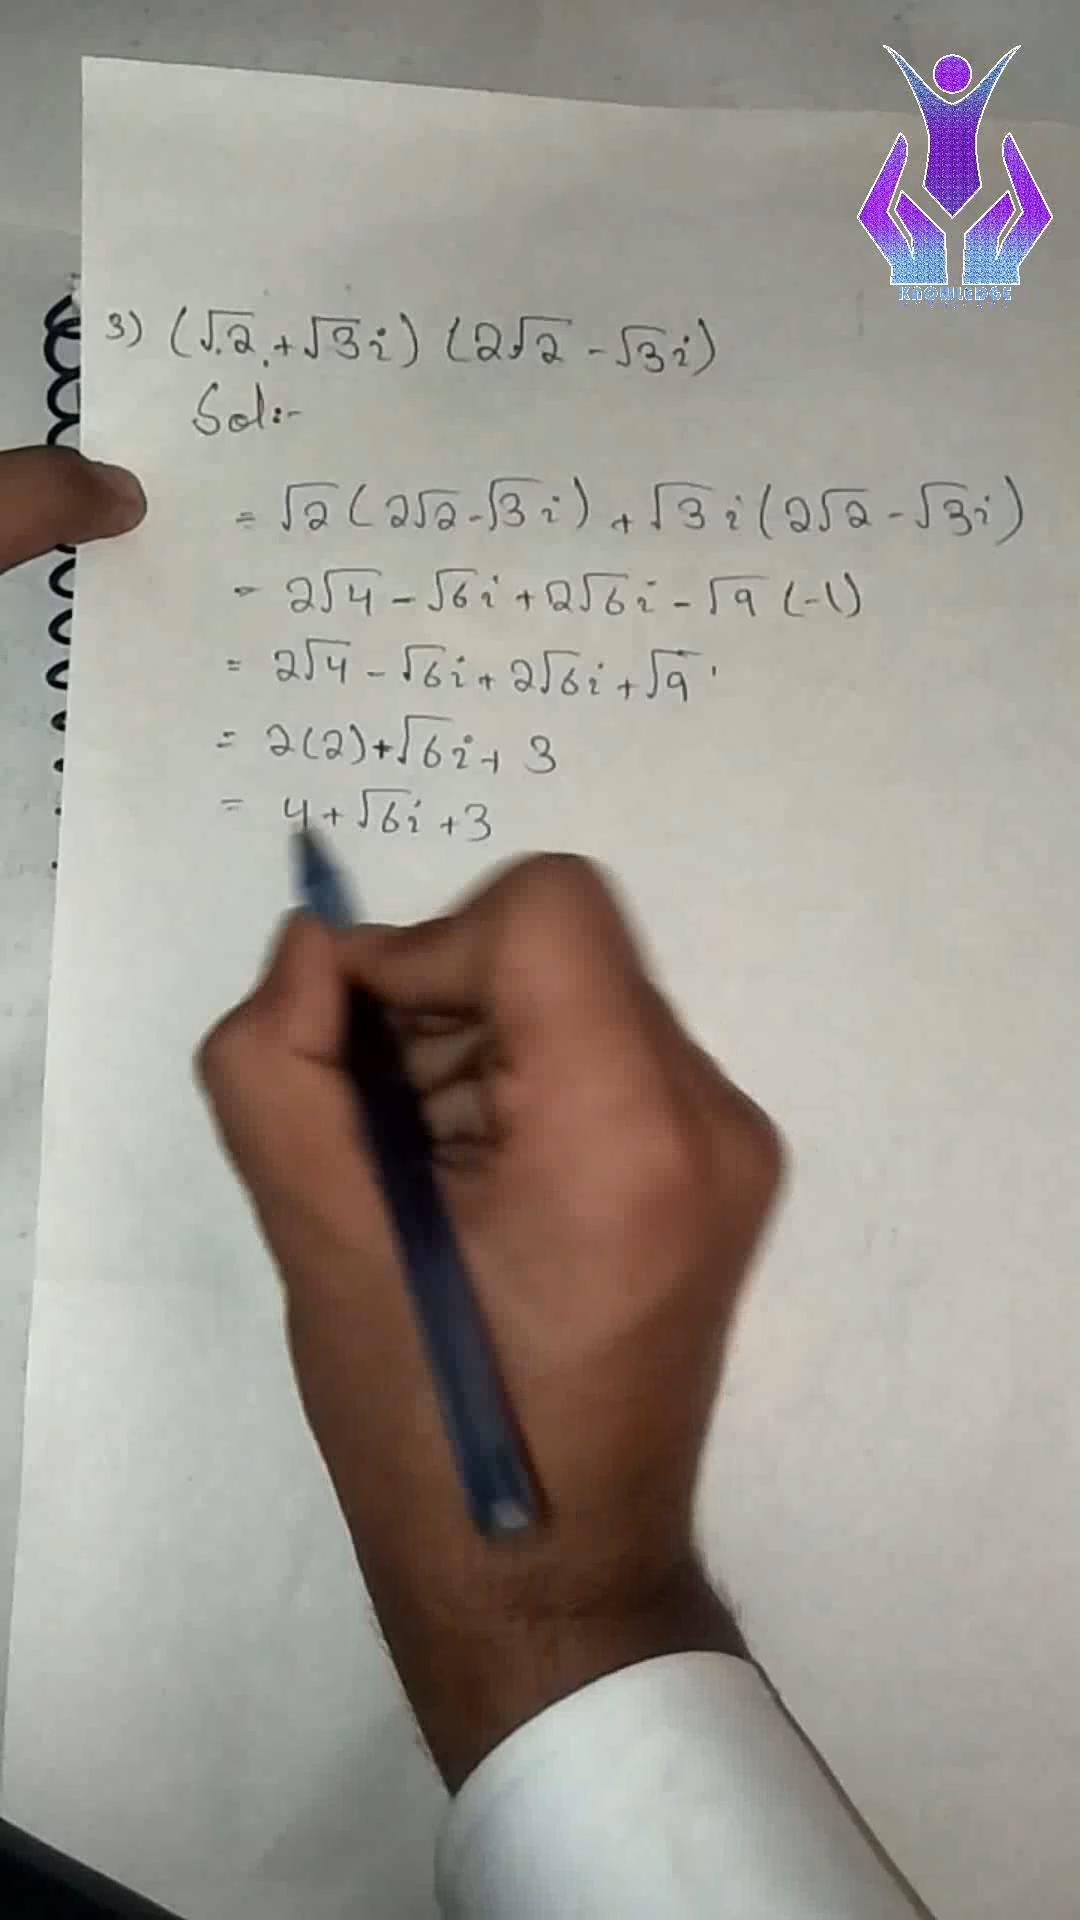 KNOWLEDGE
3) (√2 + √3i) (2√2 - √3i)
Sol:-
= √2 (2√2 - √3i) + √3i (2√2 - √3i)
= 2√4 - √6i + 2√6i - √9 (-1)
= 2√4 - √6i + 2√6i + √9
= 2(2) + √6i + 3
= 4 + √6i + 3